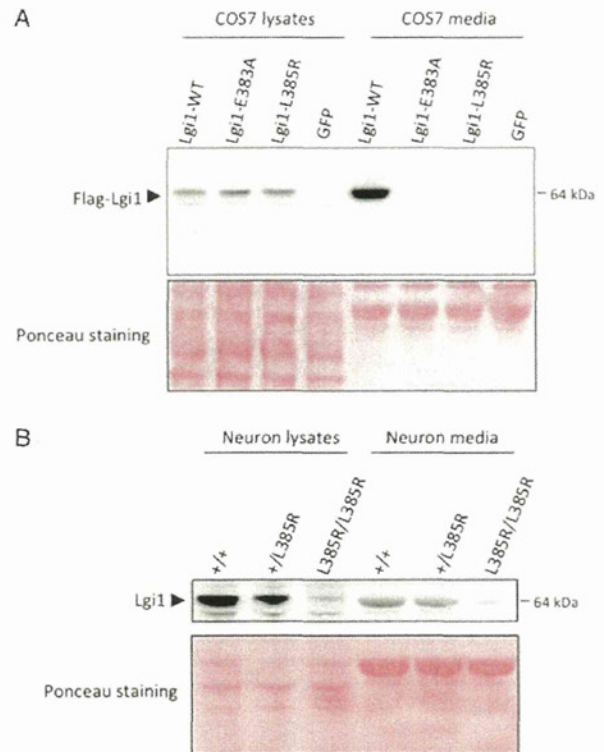 A
COS7 lysates
COS7 media
Lgi1-WT
Lgi1-E383A
Lgi1-L385R
GFP
Lgi1-WT
Lgi1-E383A
Lgi1-L385R
GFP
Flag-Lgi1
64 kDa
Ponceau staining
B
Neuron lysates
Neuron media
+/+
+/L385R
L385R/L385R
+/+
+/L385R
L385R/L385R
Lgi1
64 kDa
Ponceau staining